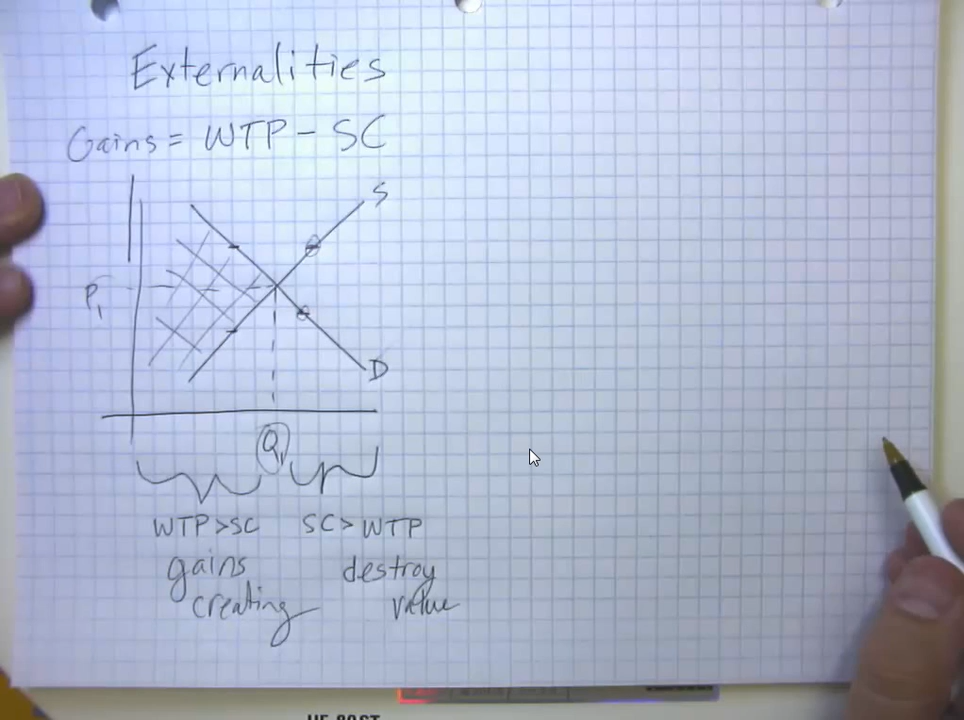 Externalities
Gains = WTP - SC
S
P1
D
Q1
WTP>SC SC>WTP
gains destroy
creating value